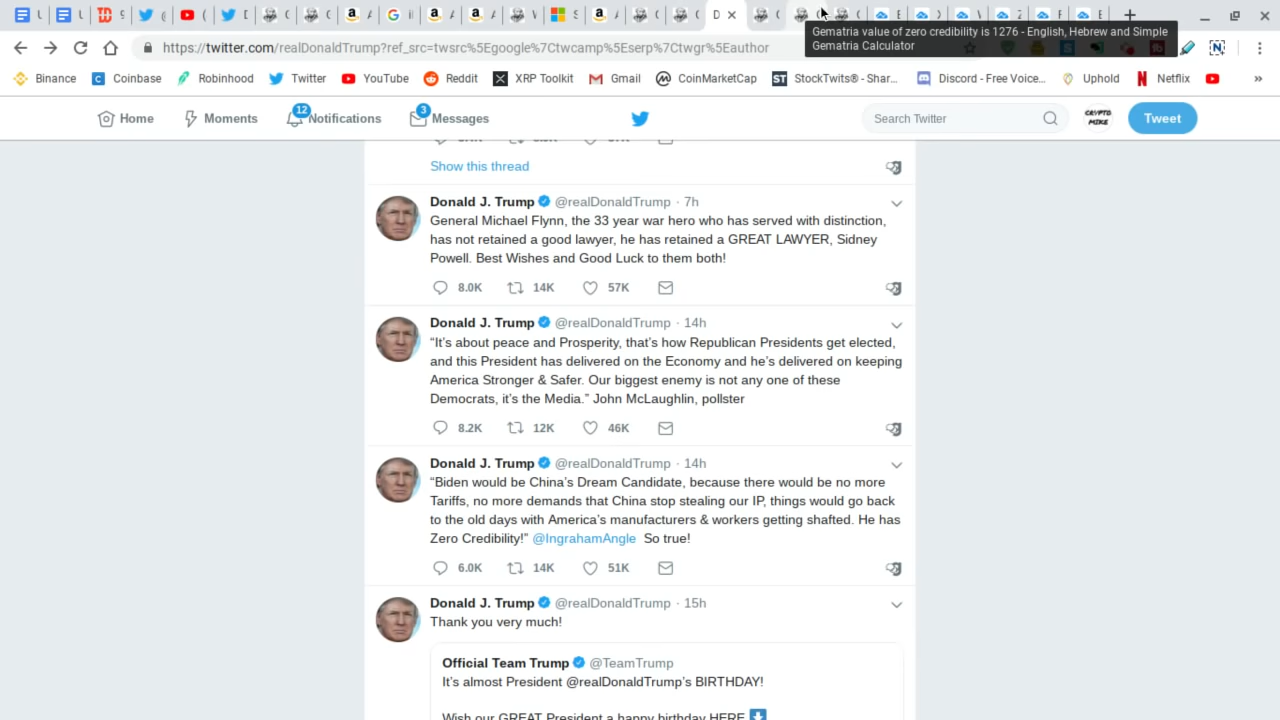 Gematria value of zero credibility is 1276 - English, Hebrew and Simple
Gematria Calculator
https://twitter.com/realDonaldTrump?ref_src=twsrc%5Egoogle%7Ctwcamp%5Eserp%7Ctwgr%5Eauthor
Binance Coinbase Robinhood Twitter YouTube Reddit XRP Toolkit Gmail CoinMarketCap StockTwits® - Shar... Discord - Free Voice... Uphold Netflix »
Home Moments 12 Notifications 3 Messages Search Twitter CRYPTO MIKE Tweet
Show this thread
Donald J. Trump @realDonaldTrump · 7h
General Michael Flynn, the 33 year war hero who has served with distinction,
has not retained a good lawyer, he has retained a GREAT LAWYER, Sidney
Powell. Best Wishes and Good Luck to them both!
8.0K 14K 57K
Donald J. Trump @realDonaldTrump · 14h
“It’s about peace and Prosperity, that’s how Republican Presidents get elected,
and this President has delivered on the Economy and he’s delivered on keeping
America Stronger & Safer. Our biggest enemy is not any one of these
Democrats, it’s the Media.” John McLaughlin, pollster
8.2K 12K 46K
Donald J. Trump @realDonaldTrump · 14h
“Biden would be China’s Dream Candidate, because there would be no more
Tariffs, no more demands that China stop stealing our IP, things would go back
to the old days with America’s manufacturers & workers getting shafted. He has
Zero Credibility!” @IngrahamAngle So true!
6.0K 14K 51K
Donald J. Trump @realDonaldTrump · 15h
Thank you very much!
Official Team Trump @TeamTrump
It’s almost President @realDonaldTrump’s BIRTHDAY!
Wish our GREAT President a happy birthday HERE